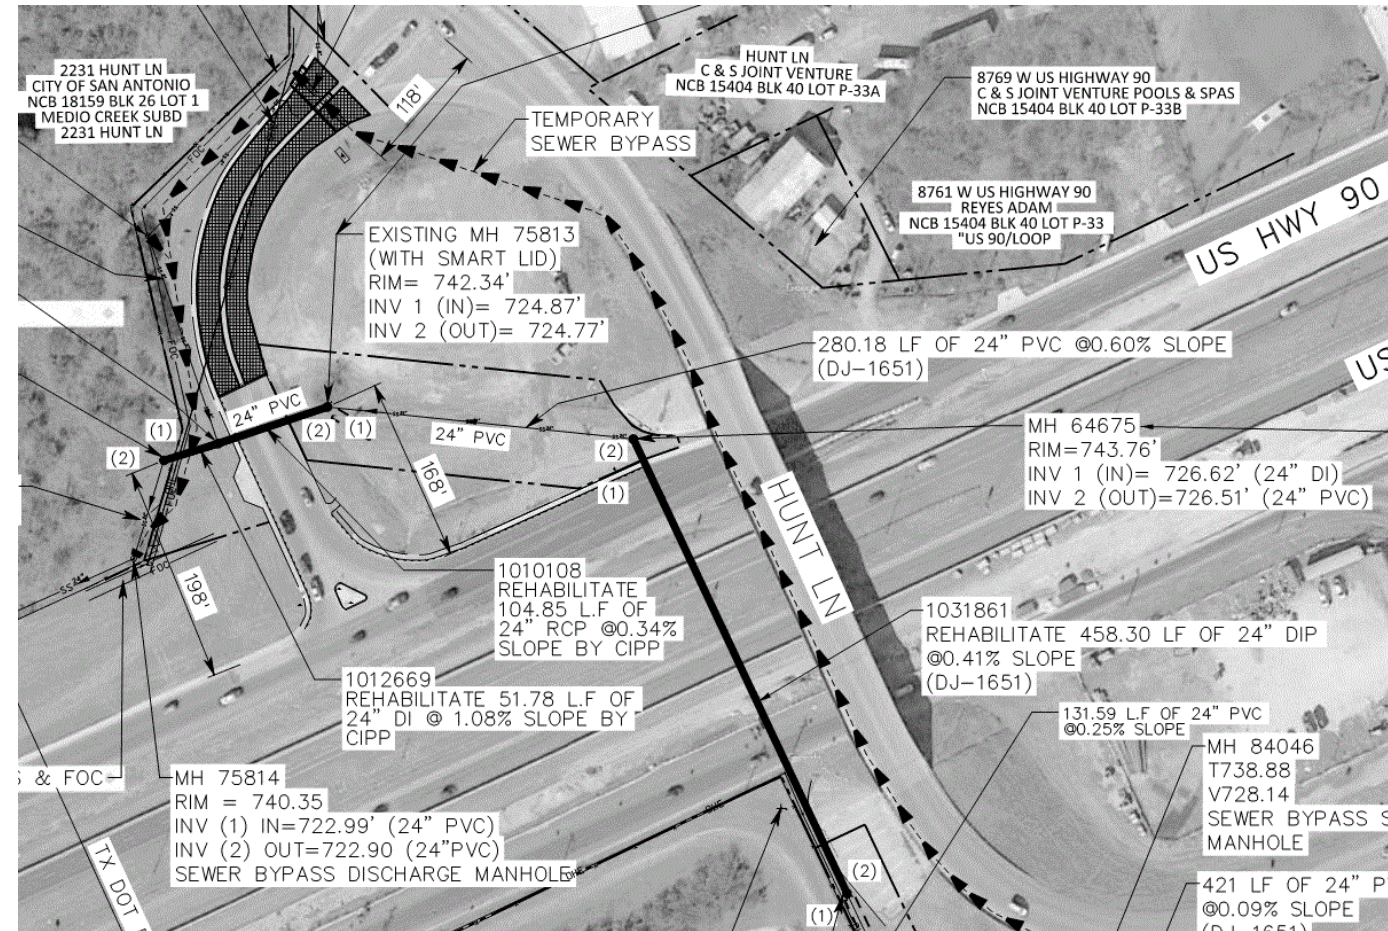 2231 HUNT LN
CITY OF SAN ANTONIO
NCB 18159 BLK 26 LOT 1
MEDIO CREEK SUBD
2231 HUNT LN
118'
TEMPORARY
SEWER BYPASS
HUNT LN
C & S JOINT VENTURE
NCB 15404 BLK 40 LOT P-33A
8769 W US HIGHWAY 90
C & S JOINT VENTURE POOLS & SPAS
NCB 15404 BLK 40 LOT P-33B
8761 W US HIGHWAY 90
REYES ADAM
NCB 15404 BLK 40 LOT P-33
"US 90/LOOP
US HWY 90
US
FOC
EXISTING MH 75813
(WITH SMART LID)
RIM= 742.34'
INV 1 (IN)= 724.87'
INV 2 (OUT)= 724.77'
FOC
280.18 LF OF 24" PVC @0.60% SLOPE
(DJ-1651)
24" PVC
(1)
(2)
(2)
(1)
24" PVC
(2)
(1)
168'
MH 64675
RIM=743.76'
INV 1 (IN)= 726.62' (24" DI)
INV 2 (OUT)=726.51' (24" PVC)
HUNT LN
SS 24"
FOC
198'
1010108
REHABILITATE
104.85 L.F OF
24" RCP @0.34%
SLOPE BY CIPP
1031861
REHABILITATE 458.30 LF OF 24" DIP
@0.41% SLOPE
(DJ-1651)
1012669
REHABILITATE 51.78 L.F OF
24" DI @ 1.08% SLOPE BY
CIPP
131.59 L.F OF 24" PVC
@0.25% SLOPE
& FOC
MH 75814
RIM = 740.35
INV (1) IN=722.99' (24" PVC)
INV (2) OUT=722.90 (24"PVC)
SEWER BYPASS DISCHARGE MANHOLE
OHE
OHE
MH 84046
T738.88
V728.14
SEWER BYPASS S
MANHOLE
TX DOT
(2)
(1)
421 LF OF 24" P
@0.09% SLOPE
(DJ-1651)